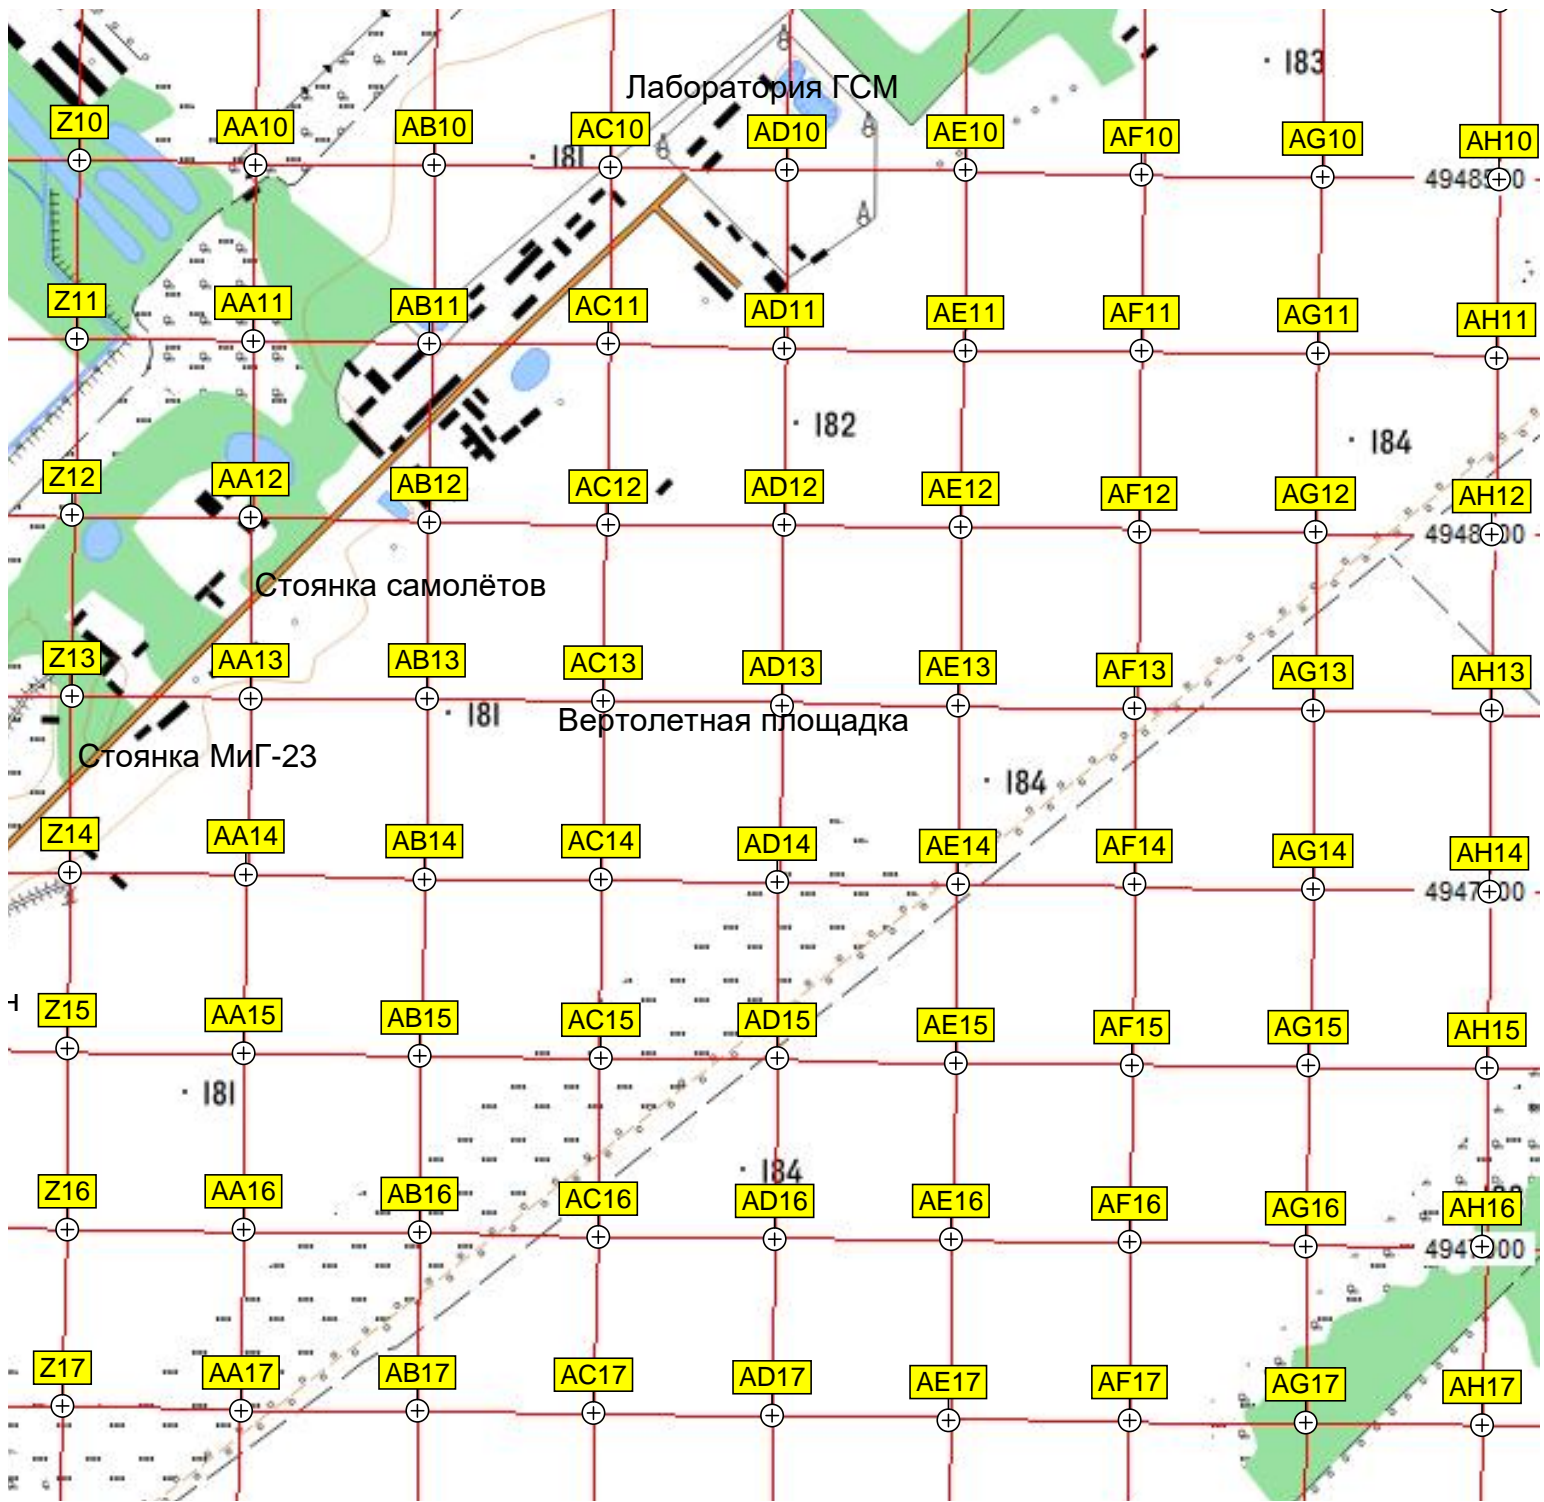 183
Лаборатория ГСМ
Z10 AA10 AB10 AC10 AD10 AE10 AF10 AG10 AH10
181
Z11 AA11 AB11 AC11 AD11 AE11 AF11 AG11 AH11
182
184
Z12 AA12 AB12 AC12 AD12 AE12 AF12 AG12 AH12
Стоянка самолётов
Z13 AA13 AB13 AC13 AD13 AE13 AF13 AG13 AH13
181
Вертолетная площадка
Стоянка МиГ-23
184
Z14 AA14 AB14 AC14 AD14 AE14 AF14 AG14 AH14
н
Z15 AA15 AB15 AC15 AD15 AE15 AF15 AG15 AH15
181
184
Z16 AA16 AB16 AC16 AD16 AE16 AF16 AG16 AH16
Z17 AA17 AB17 AC17 AD17 AE17 AF17 AG17 AH17